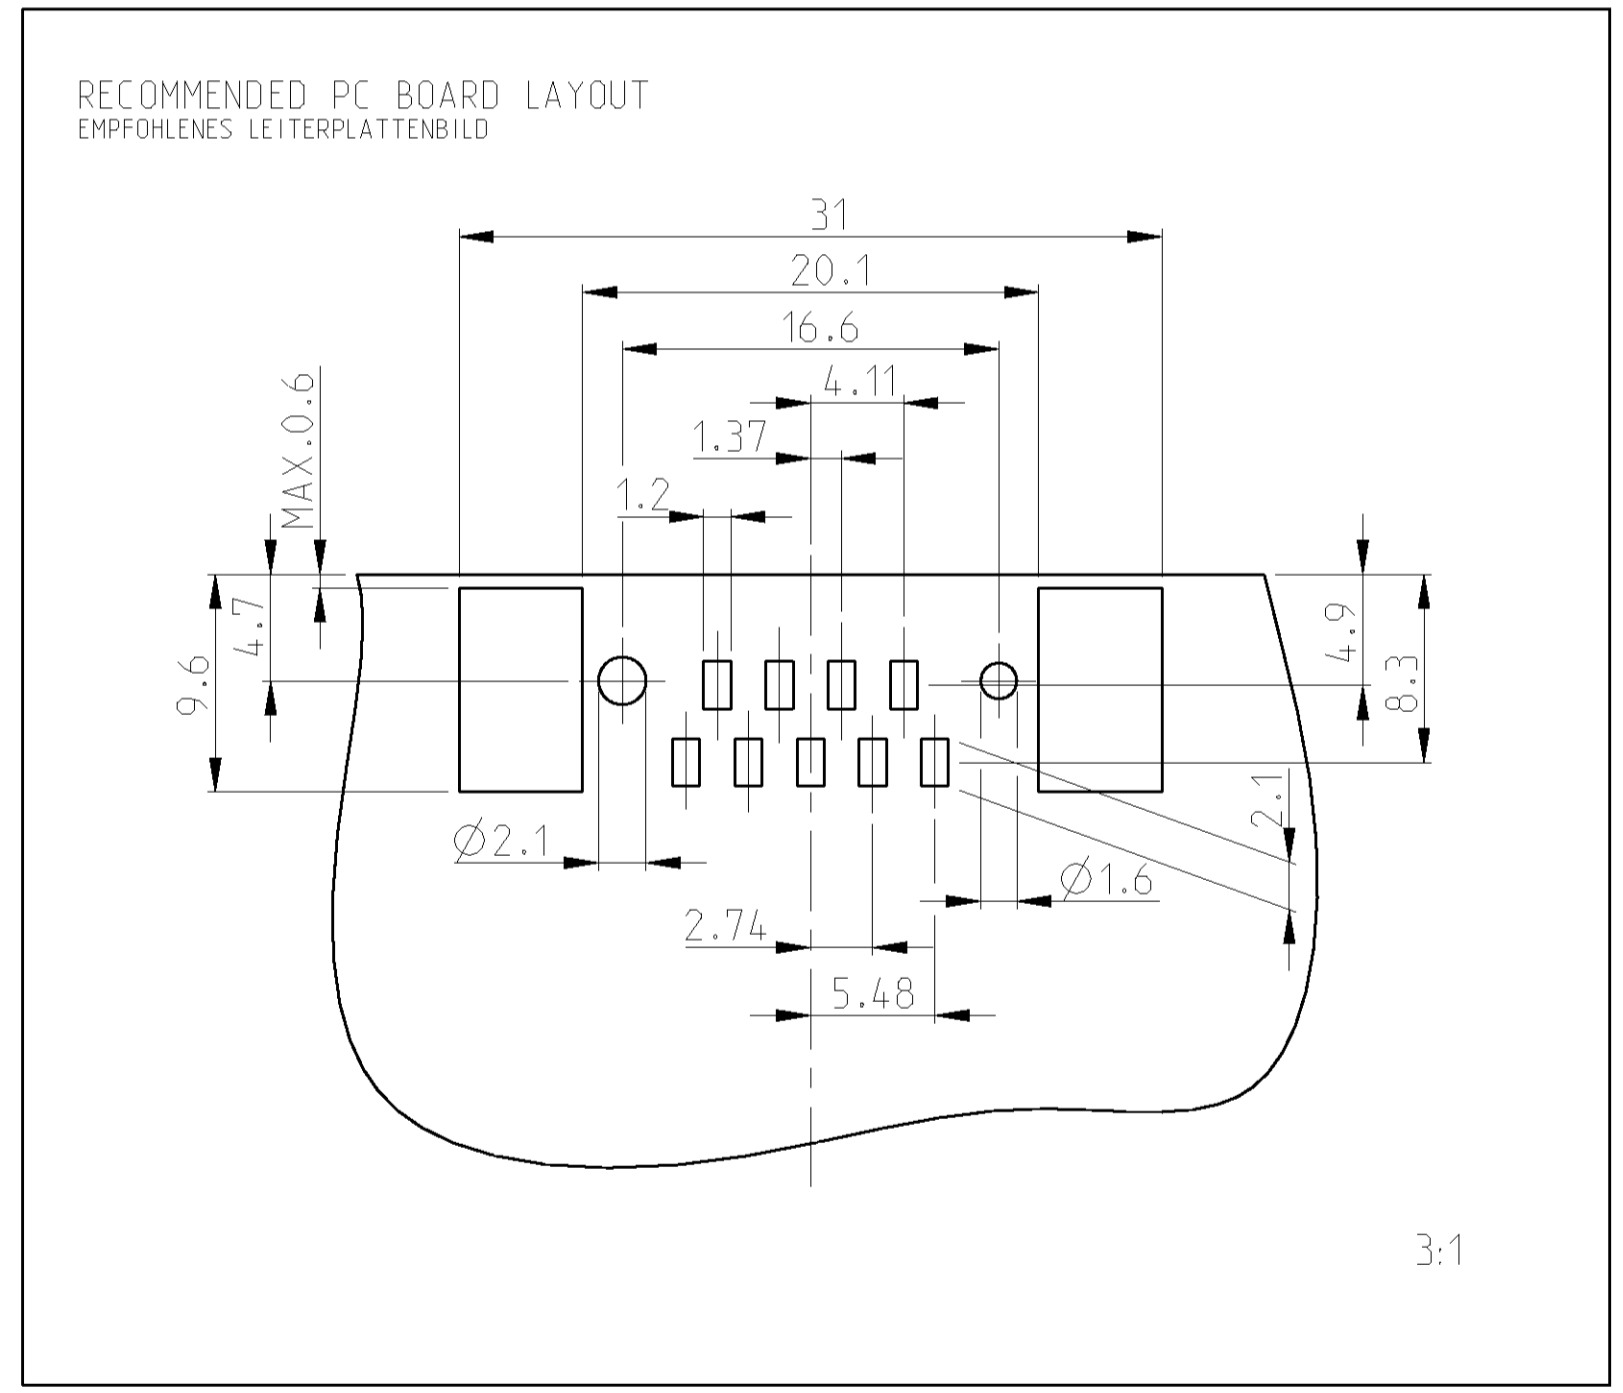 RECOMMENDED PC BOARD LAYOUT
EMPFOHLENES LEITERPLATTENBILD
31
20.1
16.6
4.11
1.37
1.2
MAX.0.6
4.7
9.6
4.9
8.3
2.1
Ø2.1
Ø1.6
2.74
5.48
3:1